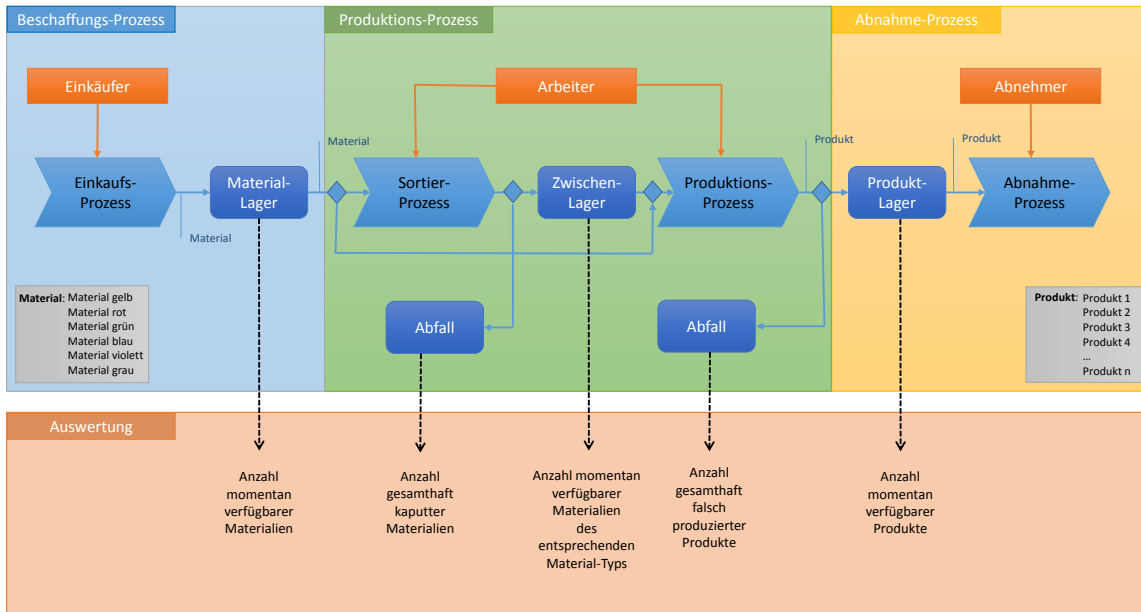 Beschaffungs-Prozess
Produktions-Prozess
Abnahme-Prozess
Einkäufer
Arbeiter
Abnehmer
Material
Produkt
Produkt
Einkaufs-
Prozess
Material-
Lager
Sortier-
Prozess
Zwischen-
Lager
Produktions-
Prozess
Produkt-
Lager
Abnahme-
Prozess
Material
Material: Material gelb
Material rot
Material grün
Material blau
Material violett
Material grau
Abfall
Abfall
Produkt: Produkt 1
Produkt 2
Produkt 3
Produkt 4
...
Produkt n
Auswertung
Anzahl
momentan
verfügbarer
Materialien
Anzahl
gesamthaft
kaputter
Materialien
Anzahl momentan
verfügbarer
Materialien
des
entsprechenden
Material-Typs
Anzahl
gesamthaft
falsch
produzierter
Produkte
Anzahl
momentan
verfügbarer
Produkte